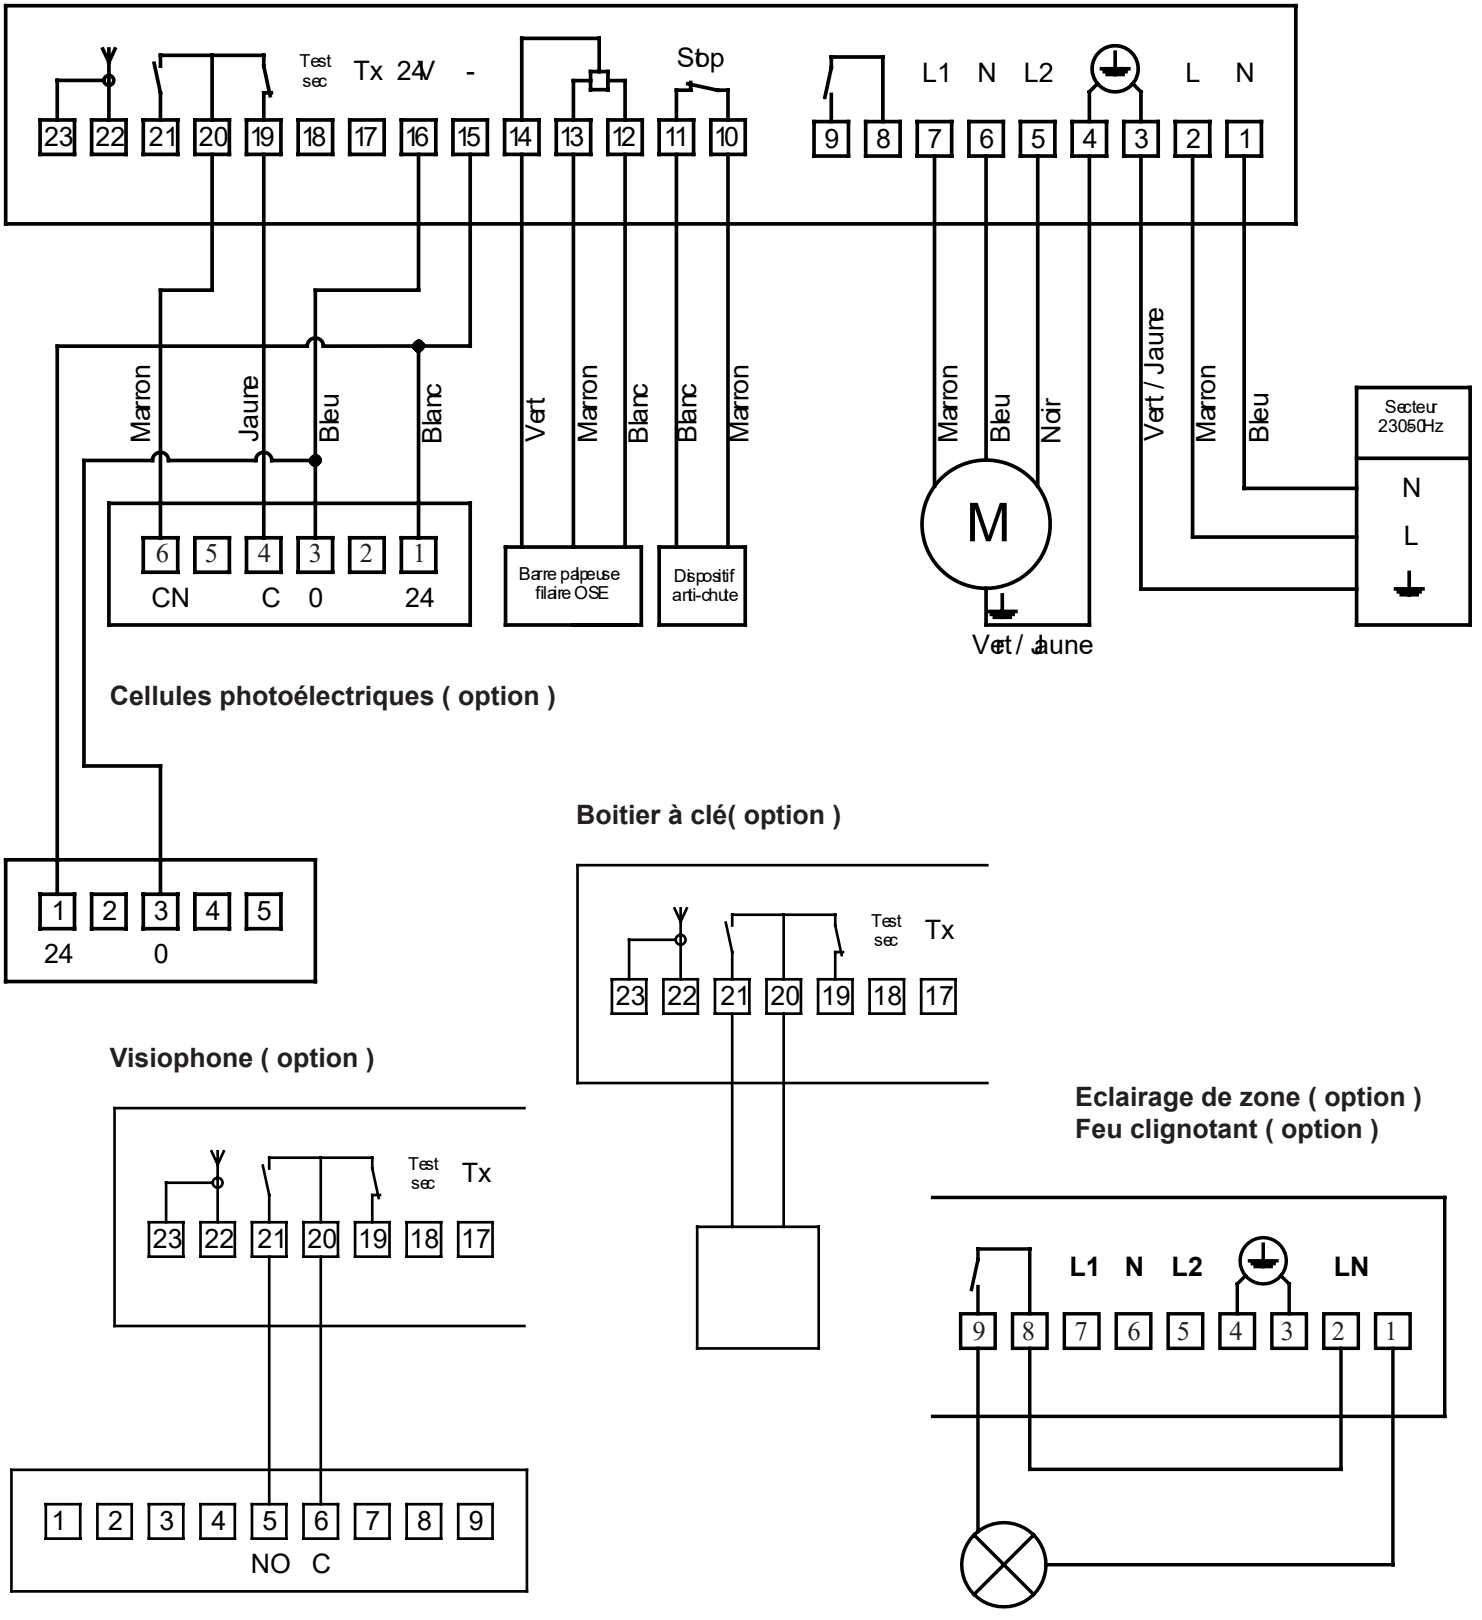 Test
sec
Tx 24V -
Stop
L1 N L2 L N
23 22 21 20 19 18 17 16 15 14 13 12 11 10 9 8 7 6 5 4 3 2 1
Marron
Jaune
Bleu
Blanc
Vert
Marron
Blanc
Blanc
Marron
Marron
Bleu
Noir
Vert / Jaune
Marron
Bleu
Secteur
23050Hz
N
L
M
6 5 4 3 2 1
CN C 0 24
Barre palpeuse
filaire OSE
Dispositif
anti-chute
Vert / Jaune
Cellules photoélectriques ( option )
1 2 3 4 5
24 0
Boitier à clé( option )
Test
sec
Tx
23 22 21 20 19 18 17
Visiophone ( option )
Test
sec
Tx
23 22 21 20 19 18 17
1 2 3 4 5 6 7 8 9
NO C
Eclairage de zone ( option )
Feu clignotant ( option )
L1 N L2 LN
9 8 7 6 5 4 3 2 1